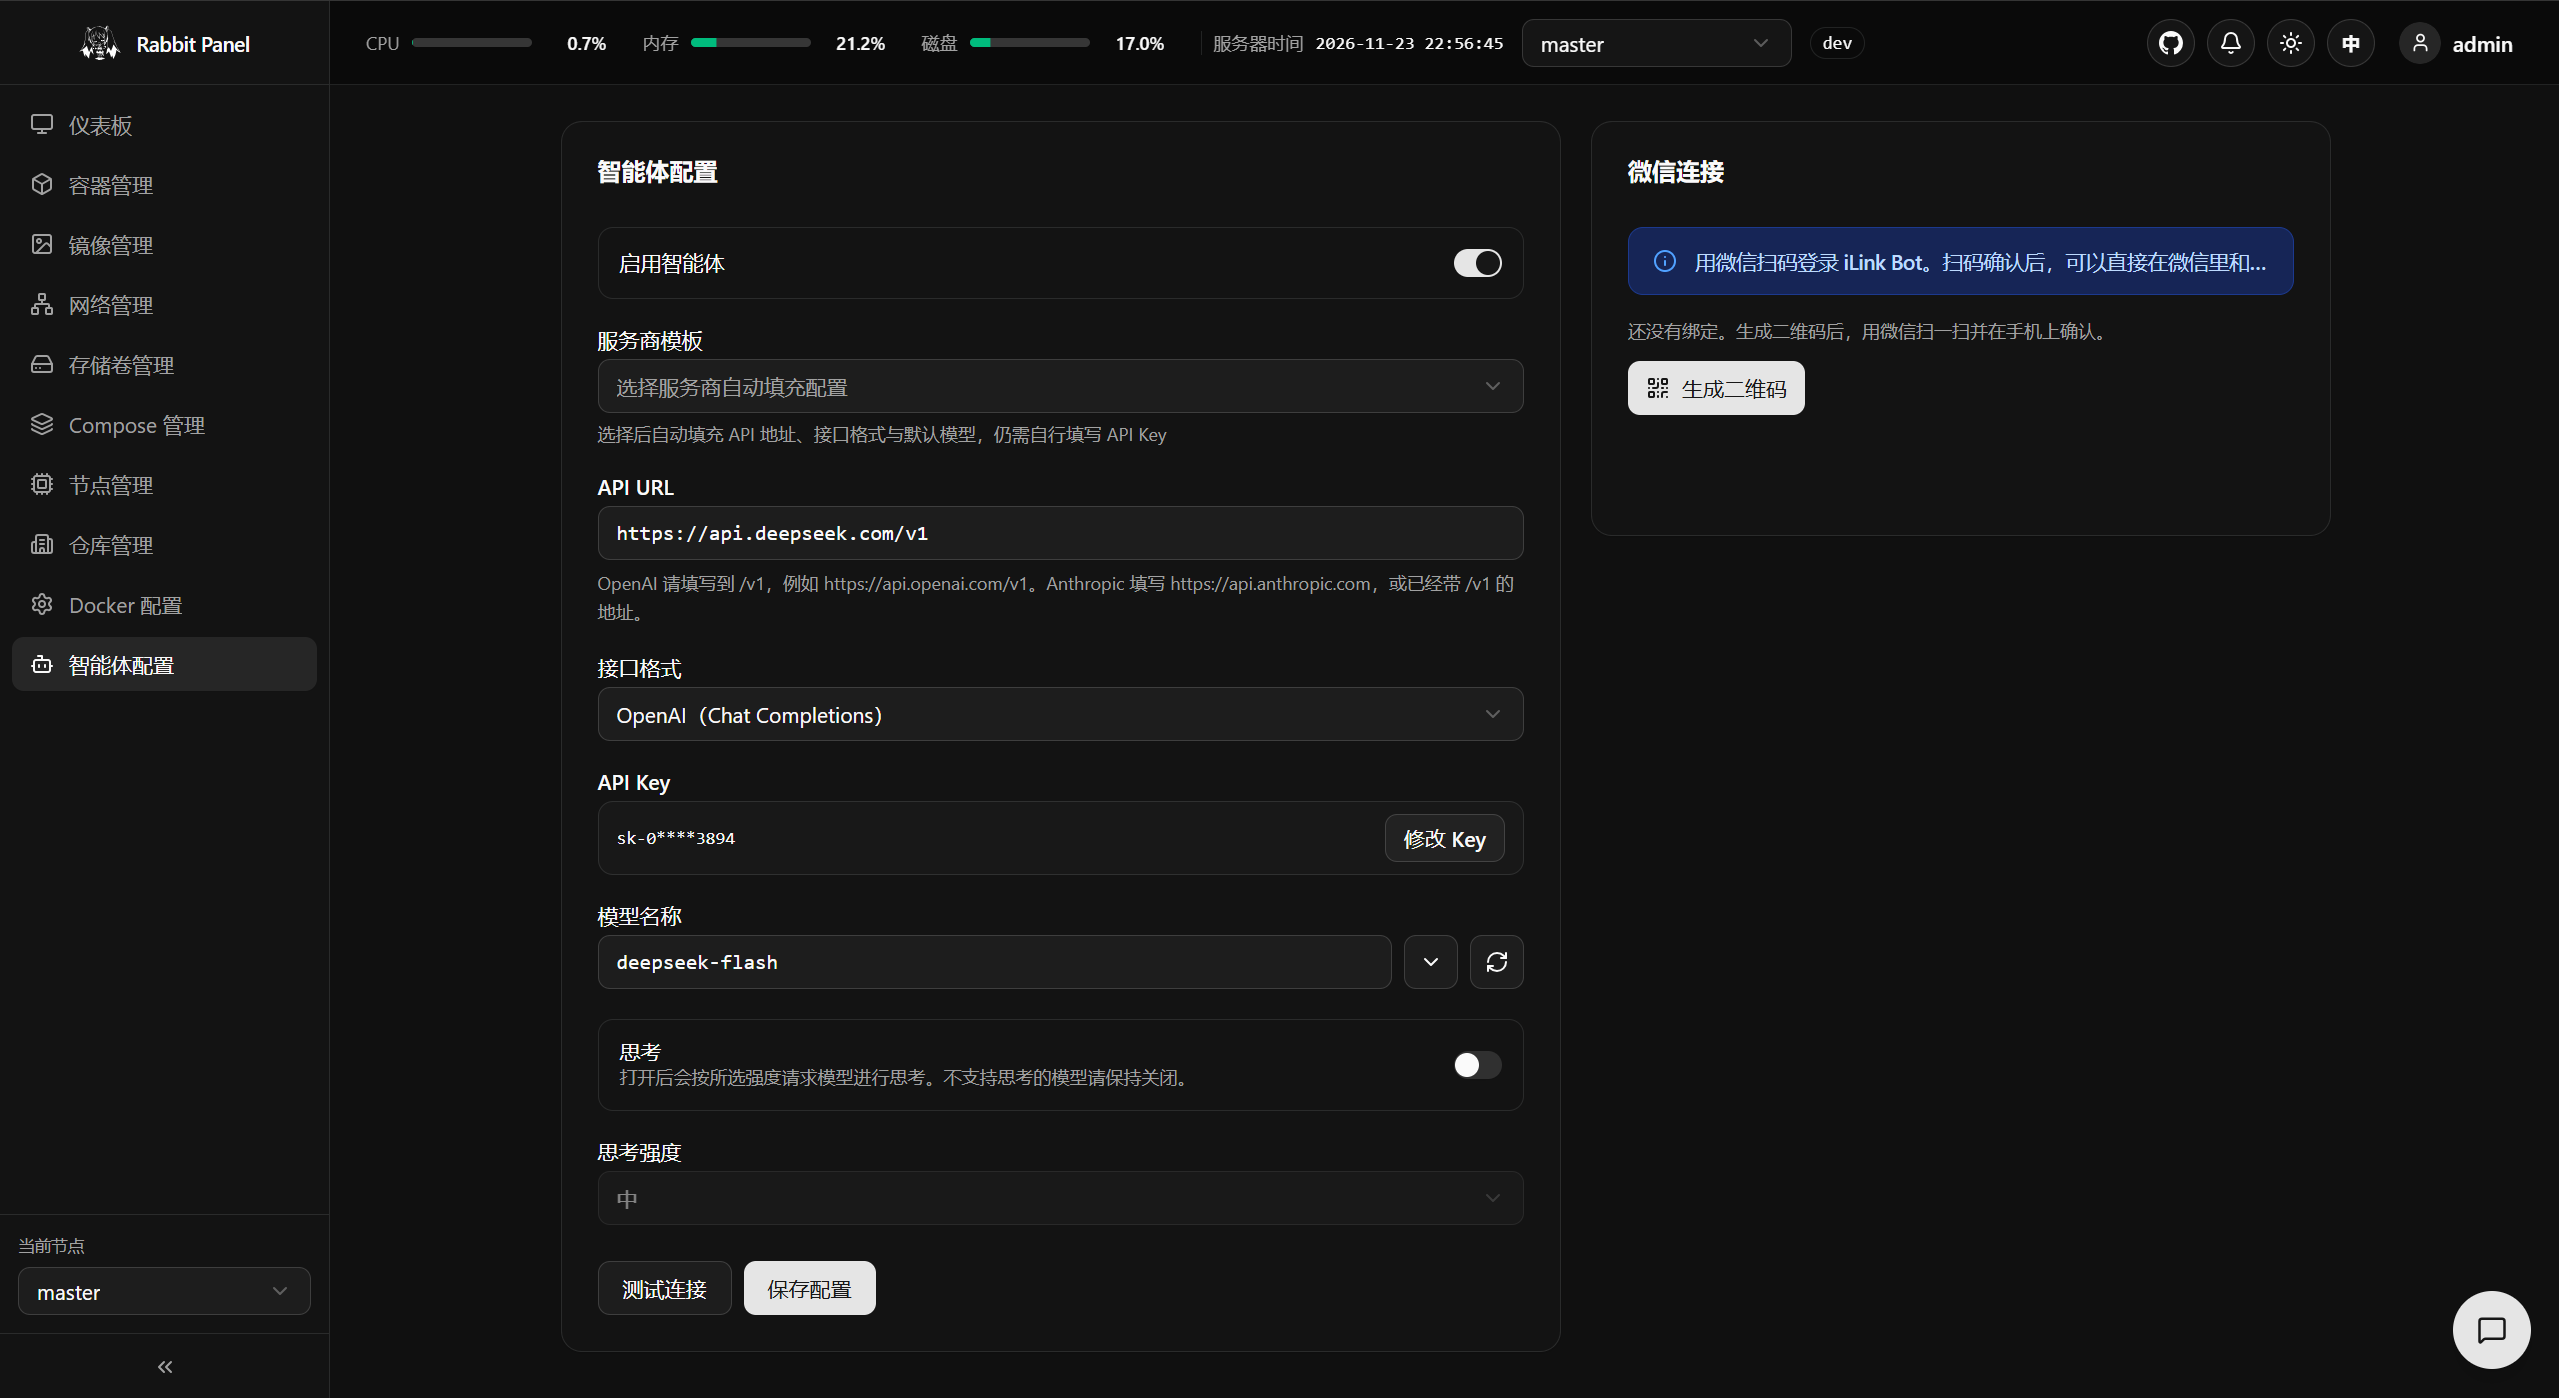 Rabbit Panel
CPU 0.7% 内存 21.2% 磁盘 17.0% 服务器时间 2026-11-23 22:56:45 master dev 中 admin
仪表板
容器管理
镜像管理
网络管理
存储卷管理
Compose 管理
节点管理
仓库管理
Docker 配置
智能体配置
当前节点
master
智能体配置
启用智能体
服务商模板
选择服务商自动填充配置
选择后自动填充 API 地址、接口格式与默认模型，仍需自行填写 API Key
API URL
https://api.deepseek.com/v1
OpenAI 请填写到 /v1，例如 https://api.openai.com/v1。Anthropic 填写 https://api.anthropic.com，或已经带 /v1 的
地址。
接口格式
OpenAI（Chat Completions）
API Key
sk-0****3894
修改 Key
模型名称
deepseek-flash
思考
打开后会按所选强度请求模型进行思考。不支持思考的模型请保持关闭。
思考强度
中
测试连接 保存配置
微信连接
用微信扫码登录 iLink Bot。扫码确认后，可以直接在微信里和...
还没有绑定。生成二维码后，用微信扫一扫并在手机上确认。
生成二维码